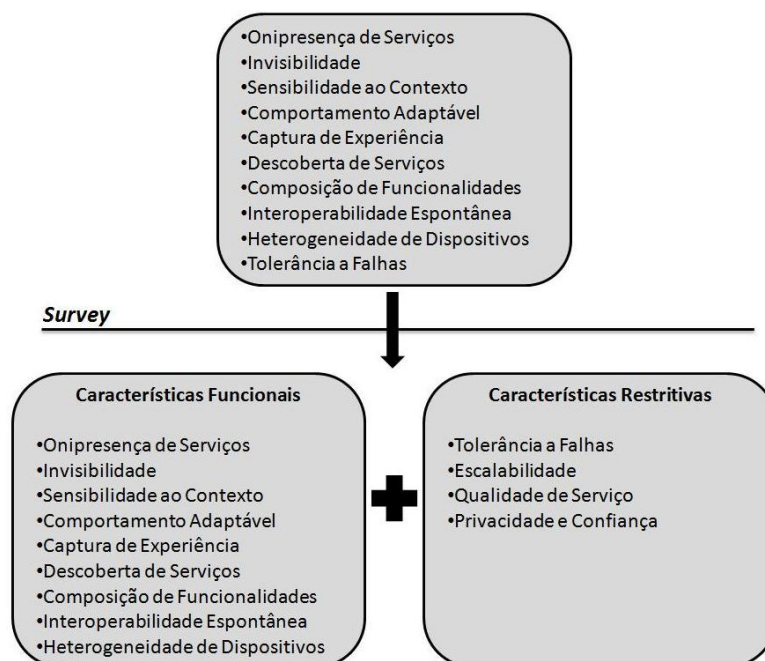 •Onipresença de Serviços
•Invisibilidade
•Sensibilidade ao Contexto
•Comportamento Adaptável
•Captura de Experiência
•Descoberta de Serviços
•Composição de Funcionalidades
•Interoperabilidade Espontânea
•Heterogeneidade de Dispositivos
•Tolerância a Falhas
Survey
Características Funcionais
•Onipresença de Serviços
•Invisibilidade
•Sensibilidade ao Contexto
•Comportamento Adaptável
•Captura de Experiência
•Descoberta de Serviços
•Composição de Funcionalidades
•Interoperabilidade Espontânea
•Heterogeneidade de Dispositivos
Características Restritivas
•Tolerância a Falhas
•Escalabilidade
•Qualidade de Serviço
•Privacidade e Confiança